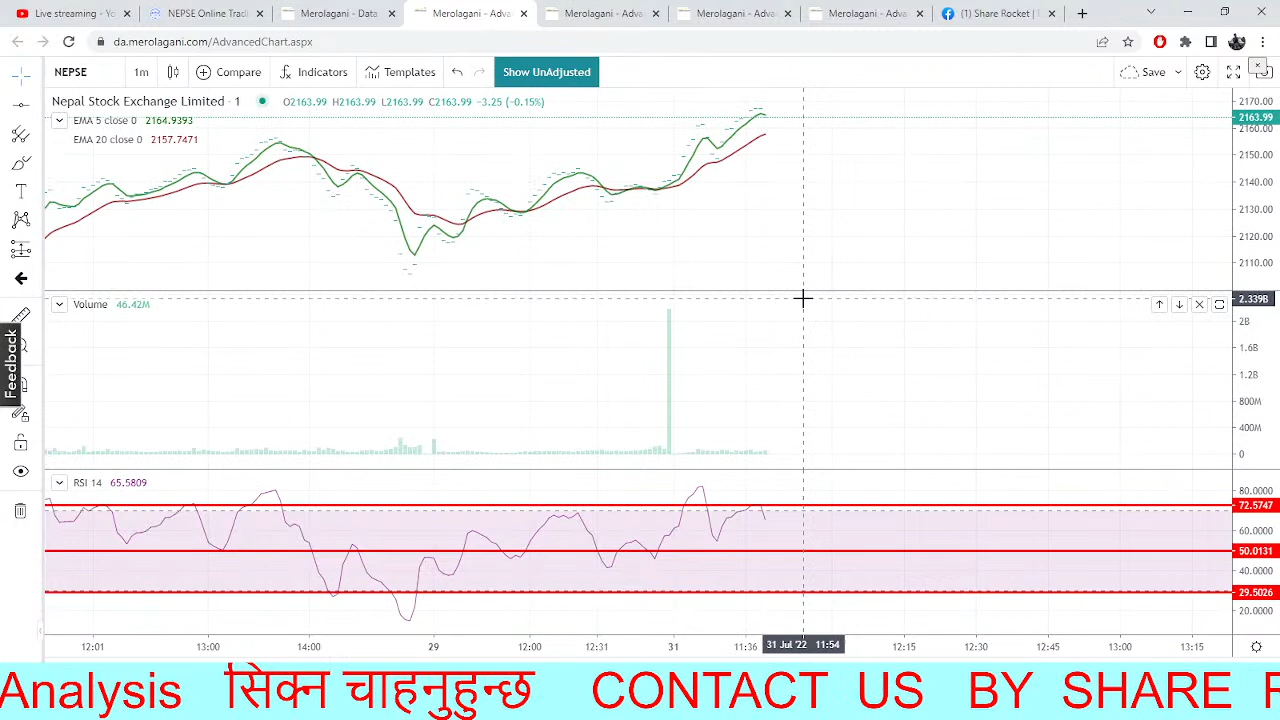 Live streaming - Yo
NEPSE Online Tradi
Merolagani - Data
Merolagani - Adva
Merolagani - Adva
Merolagani - Adva
Merolagani - Adva
(1) Share Rocket | L
da.merolagani.com/AdvancedChart.aspx
NEPSE
1m
Compare
Indicators
Templates
Show UnAdjusted
Save
Nepal Stock Exchange Limited · 1
O2163.99 H2163.99 L2163.99 C2163.99 −3.25 (−0.15%)
EMA 5 close 0 2164.9393
EMA 20 close 0 2157.7471
2170.00
2163.99
2160.00
2150.00
2140.00
2130.00
2120.00
2110.00
Volume 46.42M
2.339B
2B
1.6B
1.2B
800M
400M
0
Feedback
RSI 14 65.5809
80.0000
72.5747
60.0000
50.0131
40.0000
29.5026
20.0000
12:00
13:00
14:00
29
12:00
12:31
31
11:36
31 Jul '22 11:54
12:15
12:30
12:45
13:00
13:15
Analysis सिक्न चाहनुहुन्छ CONTACT US BY SHARE